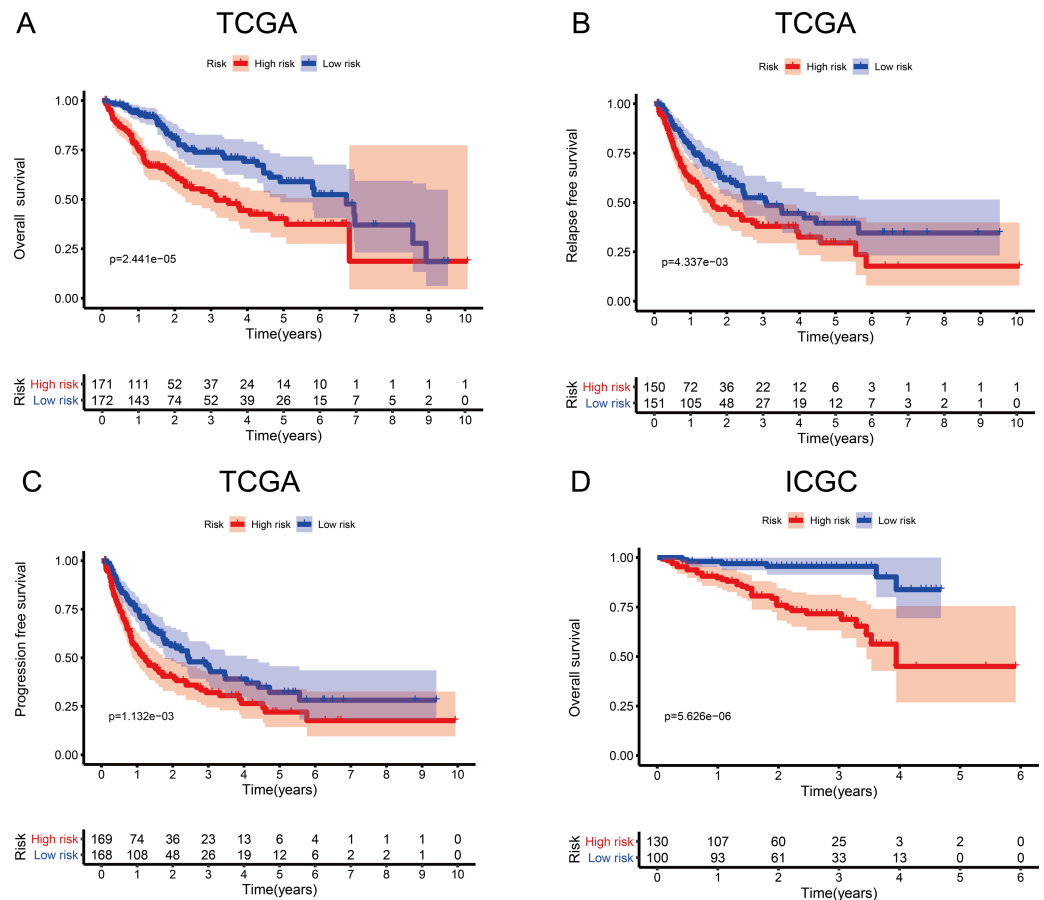 A TCGA
Risk High risk Low risk
1.00
0.75
0.50
0.25
0.00
Overall survival
p=2.441e−05
0 1 2 3 4 5 6 7 8 9 10
Time(years)
Risk
High risk 171 111 52 37 24 14 10 1 1 1 1
Low risk 172 143 74 52 39 26 15 7 5 2 0
0 1 2 3 4 5 6 7 8 9 10
Time(years)
B TCGA
Risk High risk Low risk
1.00
0.75
0.50
0.25
0.00
Relapse free survival
p=4.337e−03
0 1 2 3 4 5 6 7 8 9 10
Time(years)
Risk
High risk 150 72 36 22 12 6 3 1 1 1 1
Low risk 151 105 48 27 19 12 7 3 2 1 0
0 1 2 3 4 5 6 7 8 9 10
Time(years)
C TCGA
Risk High risk Low risk
1.00
0.75
0.50
0.25
0.00
Progression free survival
p=1.132e−03
0 1 2 3 4 5 6 7 8 9 10
Time(years)
Risk
High risk 169 74 36 23 13 6 4 1 1 1 0
Low risk 168 108 48 26 19 12 6 2 2 1 0
0 1 2 3 4 5 6 7 8 9 10
Time(years)
D ICGC
Risk High risk Low risk
1.00
0.75
0.50
0.25
0.00
Overall survival
p=5.626e−06
0 1 2 3 4 5 6
Time(years)
Risk
High risk 130 107 60 25 3 2 0
Low risk 100 93 61 33 13 0 0
0 1 2 3 4 5 6
Time(years)